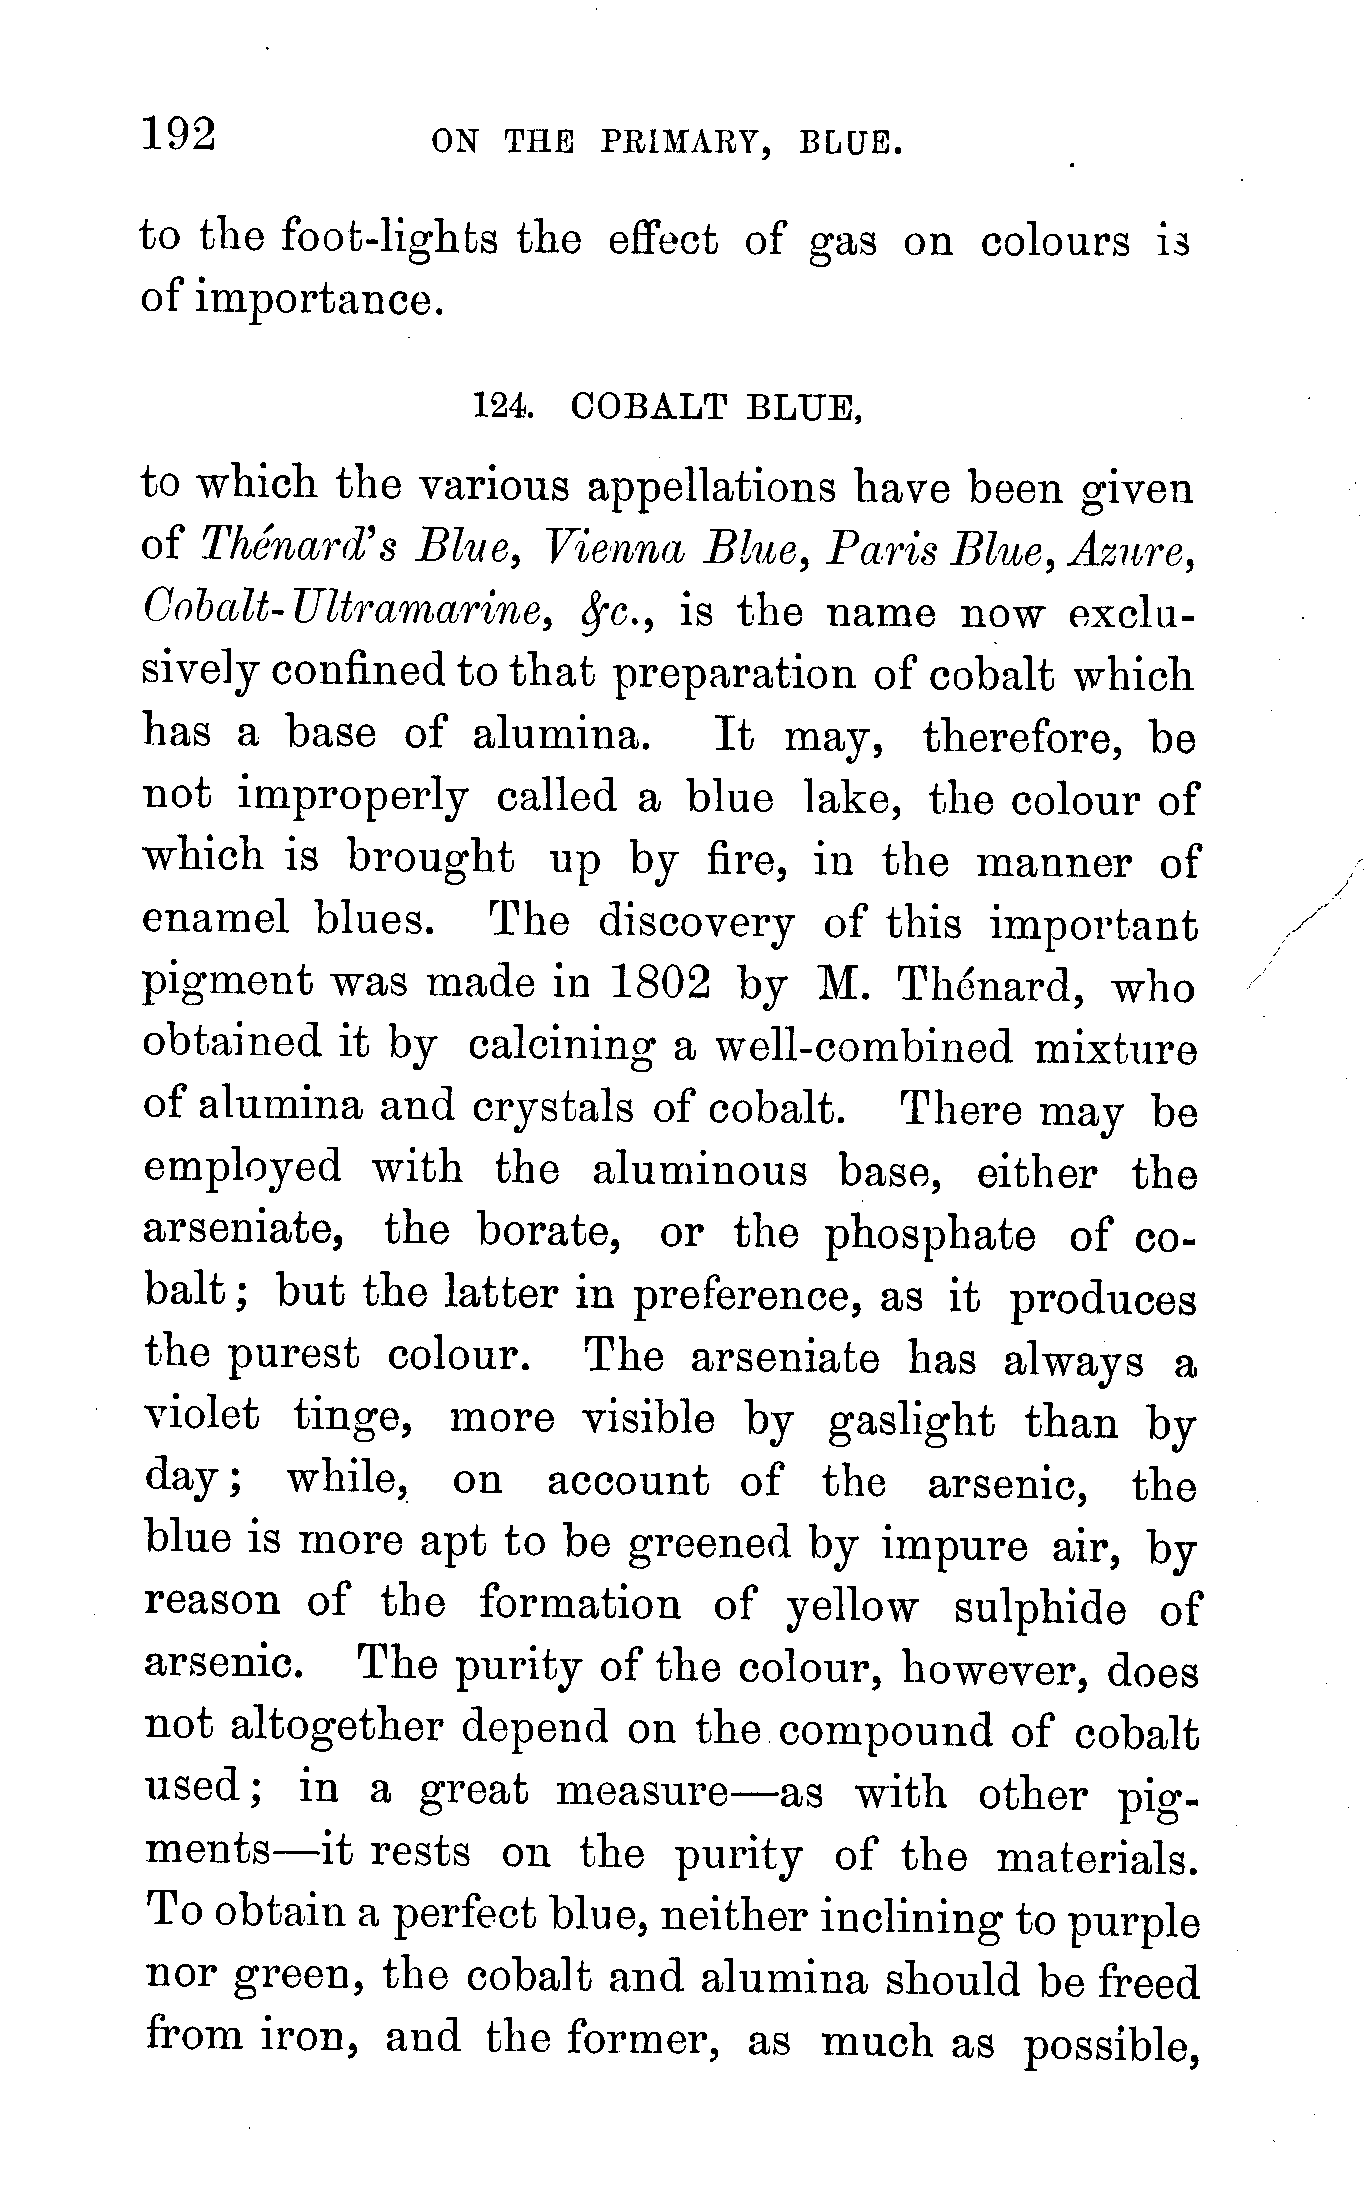 192 ON THE PRIMARY, BLUE.
to the foot-lights the effect of gas on colours is
of importance.
124. COBALT BLUE,
to which the various appellations have been given
of Thénard's Blue, Vienna Blue, Paris Blue, Azure,
Cobalt-Ultramarine, &c., is the name now exclu-
sively confined to that preparation of cobalt which
has a base of alumina. It may, therefore, be
not improperly called a blue lake, the colour of
which is brought up by fire, in the manner of
enamel blues. The discovery of this important
pigment was made in 1802 by M. Thénard, who
obtained it by calcining a well-combined mixture
of alumina and crystals of cobalt. There may be
employed with the aluminous base, either the
arseniate, the borate, or the phosphate of co-
balt; but the latter in preference, as it produces
the purest colour. The arseniate has always a
violet tinge, more visible by gaslight than by
day; while, on account of the arsenic, the
blue is more apt to be greened by impure air, by
reason of the formation of yellow sulphide of
arsenic. The purity of the colour, however, does
not altogether depend on the compound of cobalt
used; in a great measure—as with other pig-
ments—it rests on the purity of the materials.
To obtain a perfect blue, neither inclining to purple
nor green, the cobalt and alumina should be freed
from iron, and the former, as much as possible,